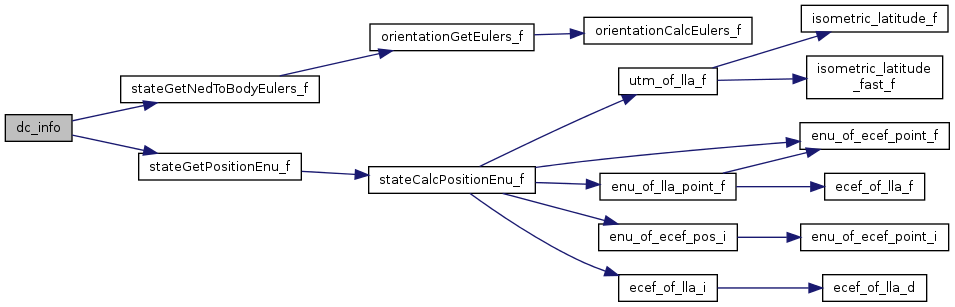 dc_info
stateGetNedToBodyEulers_f
orientationGetEulers_f
orientationCalcEulers_f
stateGetPositionEnu_f
stateCalcPositionEnu_f
utm_of_lla_f
isometric_latitude_f
isometric_latitude
_fast_f
enu_of_ecef_point_f
enu_of_lla_point_f
ecef_of_lla_f
enu_of_ecef_pos_i
enu_of_ecef_point_i
ecef_of_lla_i
ecef_of_lla_d